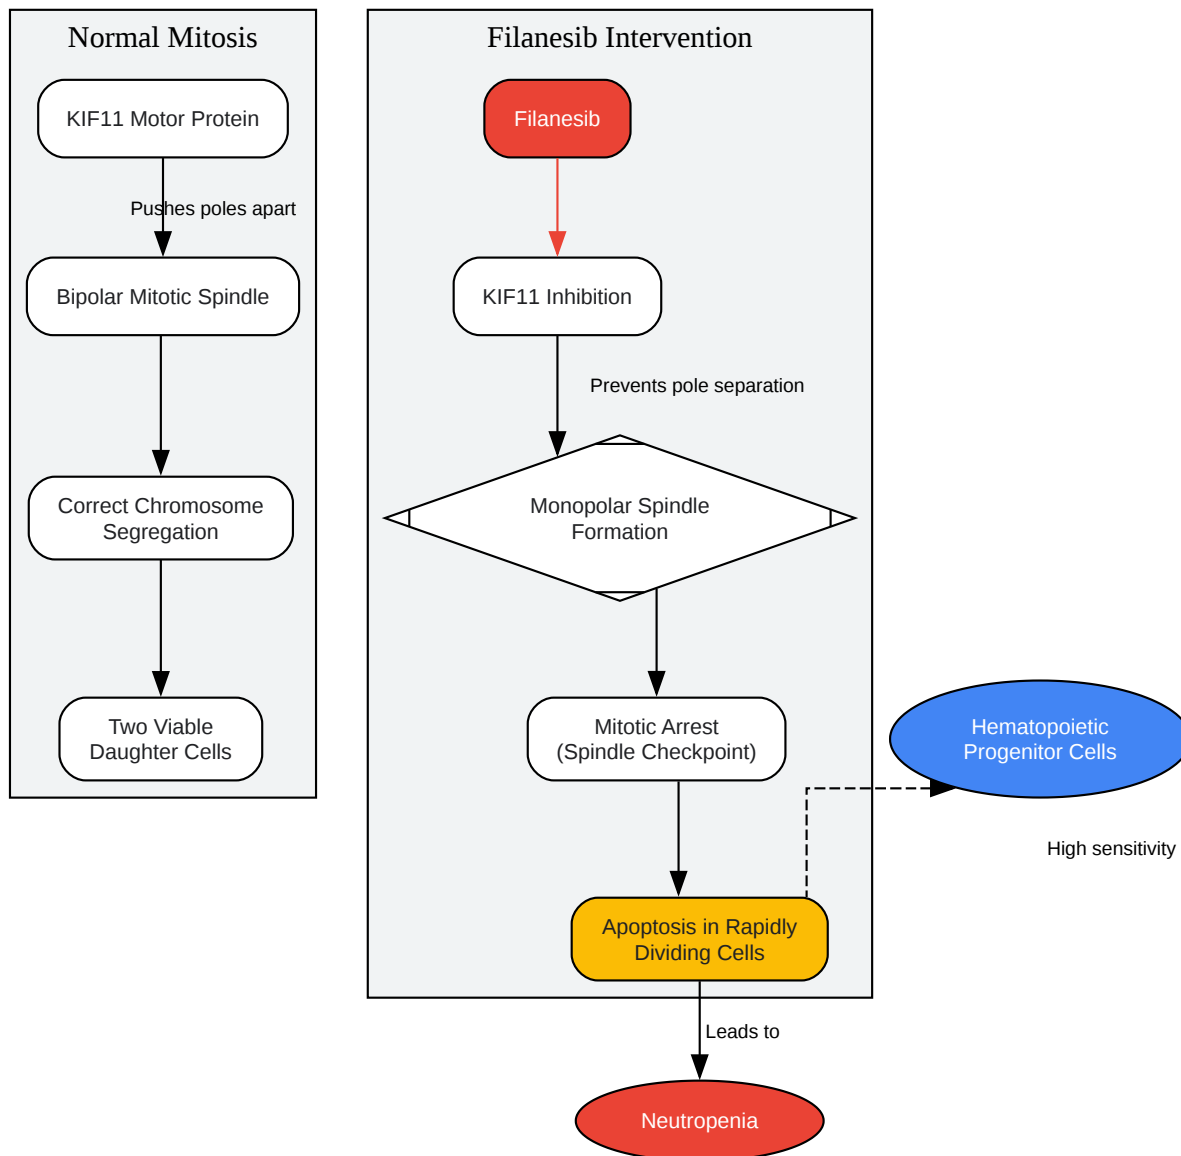 Normal Mitosis
KIF11 Motor Protein
Pushes poles apart
Bipolar Mitotic Spindle
Correct Chromosome
Segregation
Two Viable
Daughter Cells
Filanesib Intervention
Filanesib
KIF11 Inhibition
Prevents pole separation
Monopolar Spindle
Formation
Mitotic Arrest
(Spindle Checkpoint)
Hematopoietic
Progenitor Cells
High sensitivity
Apoptosis in Rapidly
Dividing Cells
Leads to
Neutropenia